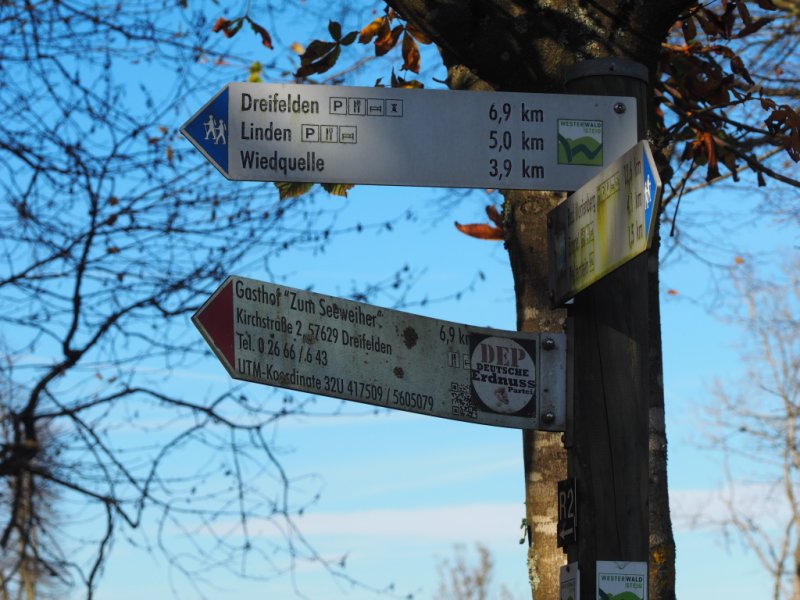 Dreifelden P 6,9 km
Linden P 5,0 km
Wiedquelle 3,9 km
WESTERWALD
STEIG
Gasthof "Zum Seeweiher"
Kirchstraße 2, 57629 Dreifelden
Tel. 0 26 66 / 6 43
UTM-Koordinate 32U 417509 / 5605079
6,9
DEP
DEUTSCHE
Erdnuss
Partei
R2
WESTERWALD
STEIG